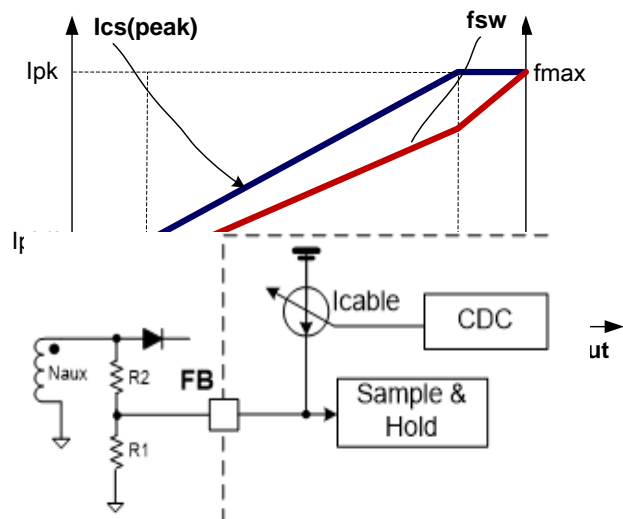 Ics(peak)
fsw
Ipk
fmax
Icable
CDC
ut
Naux
R2
FB
Sample &
Hold
R1